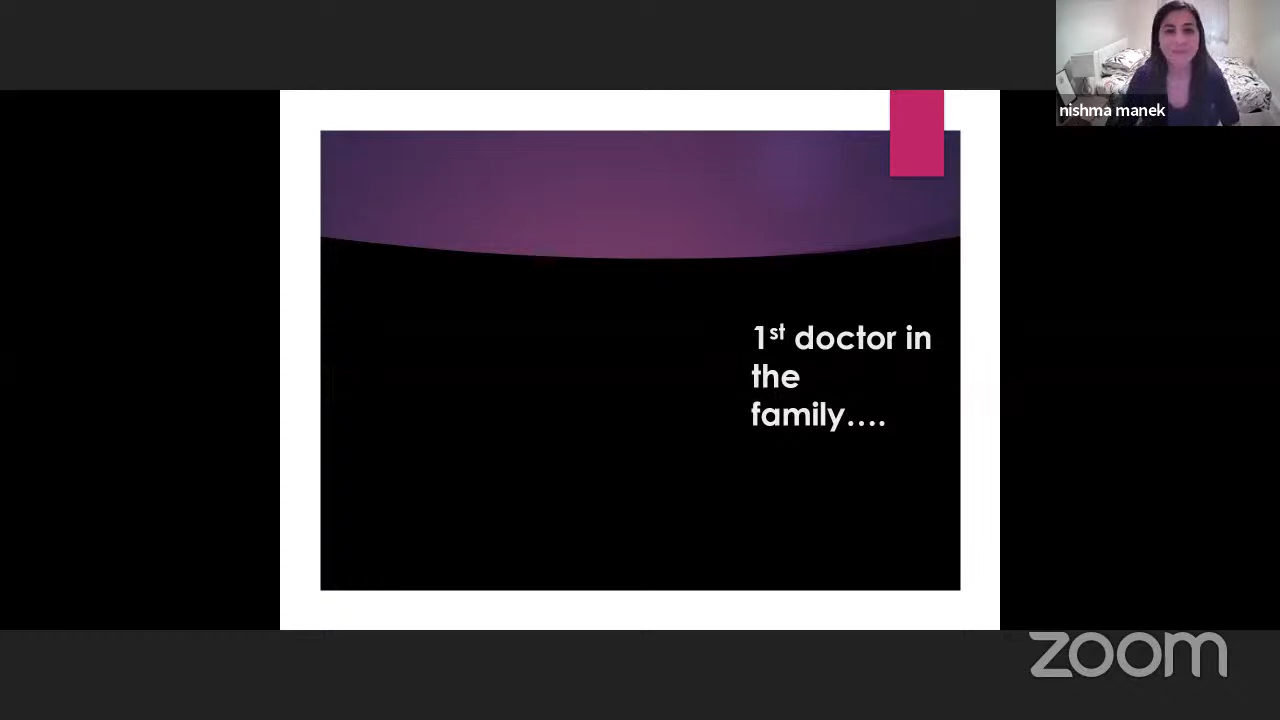 nishma manek
1st doctor in
the
family….
zoom